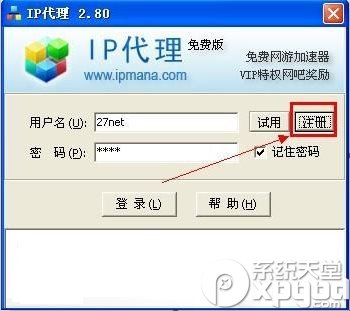 IP代理 2.80
IP代理 免费版
www.ipmana.com
免费网游加速器
VIP特权网吧奖励
用户名(U): 27net 试用 注册
密 码(P): **** 记住密码
登 录(L) 帮 助(H)
系统天堂